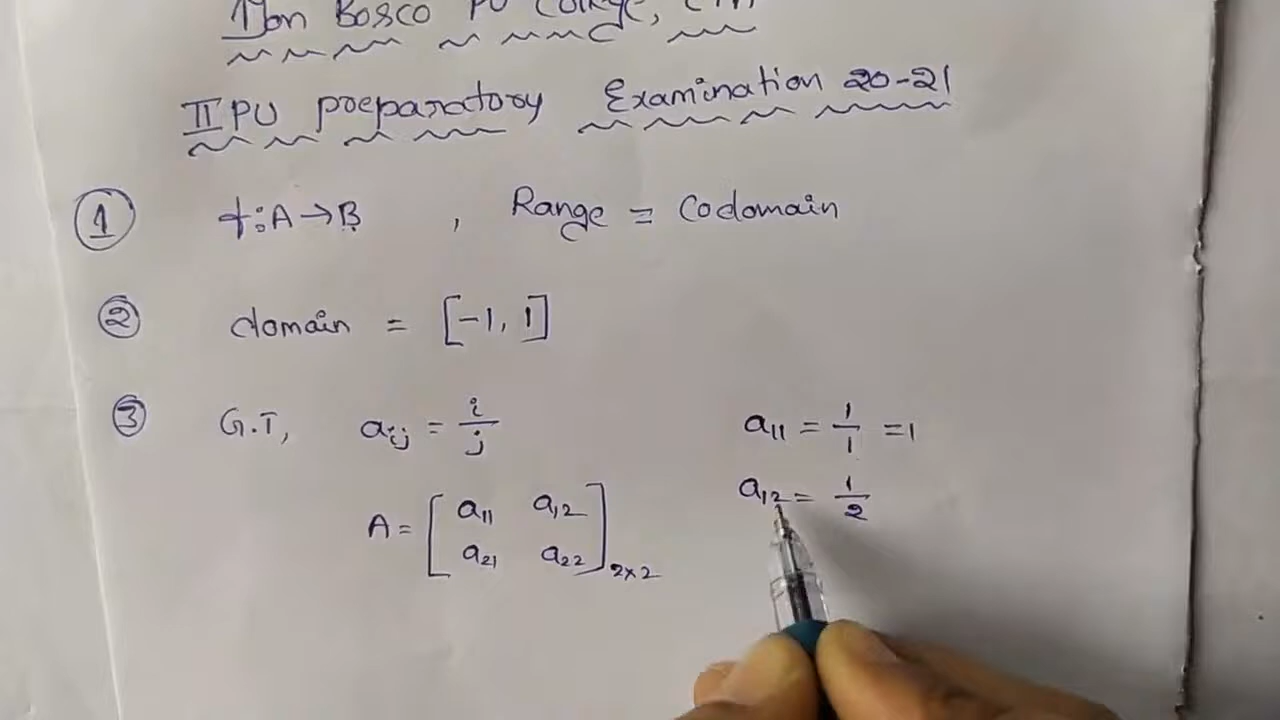 Don Bosco PU College,
II PU preparatory Examination 20-21
1 f: A → B , Range = Codomain
2 domain = [-1, 1]
3 G.T, aij = i/j
a11 = 1/1 = 1
a12 = 1/2
A = [a11 a12
a21 a22]2×2